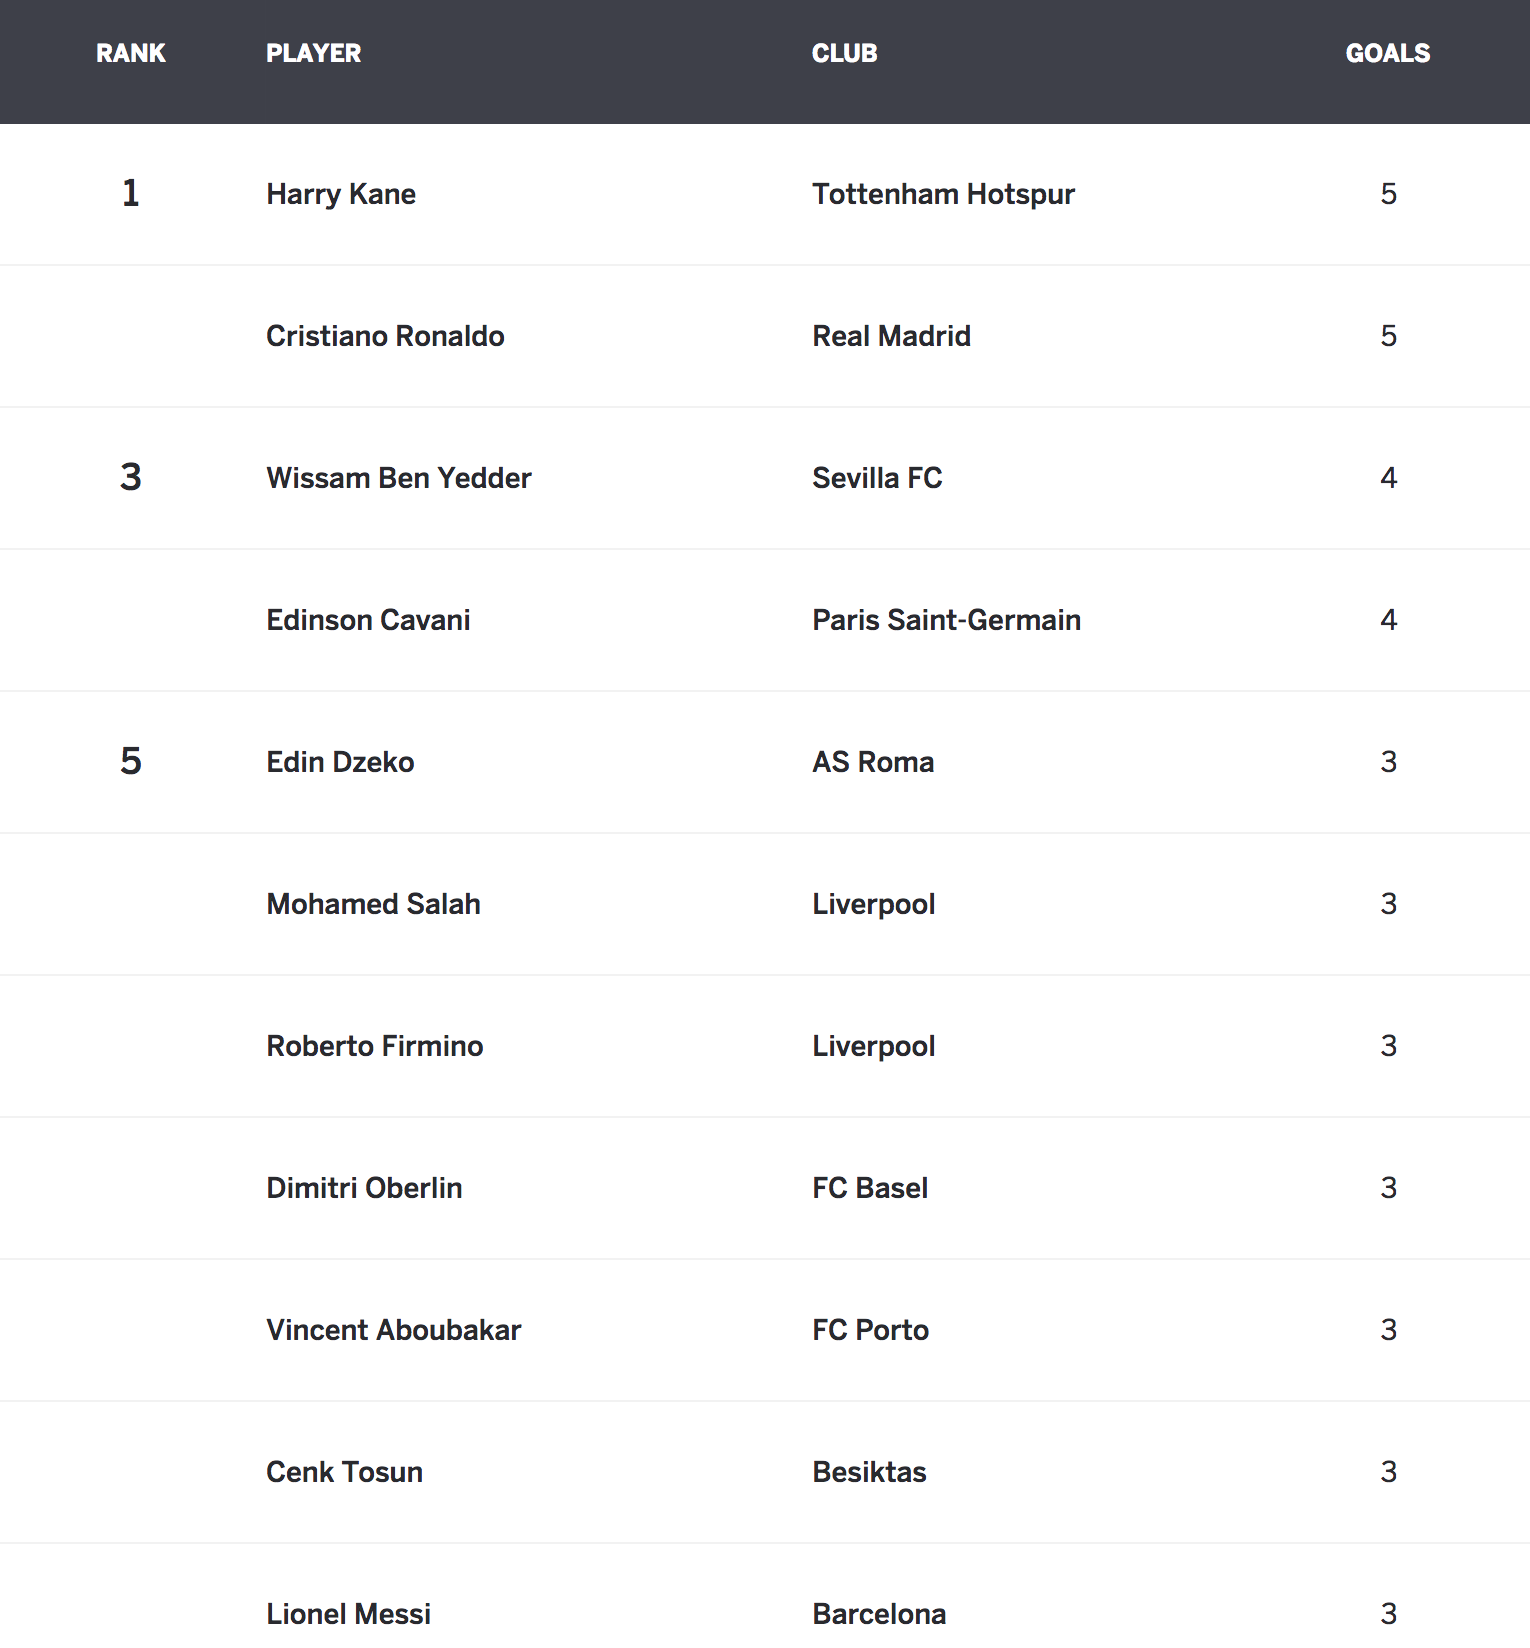 RANK PLAYER CLUB GOALS
1 Harry Kane Tottenham Hotspur 5
Cristiano Ronaldo Real Madrid 5
3 Wissam Ben Yedder Sevilla FC 4
Edinson Cavani Paris Saint-Germain 4
5 Edin Dzeko AS Roma 3
Mohamed Salah Liverpool 3
Roberto Firmino Liverpool 3
Dimitri Oberlin FC Basel 3
Vincent Aboubakar FC Porto 3
Cenk Tosun Besiktas 3
Lionel Messi Barcelona 3